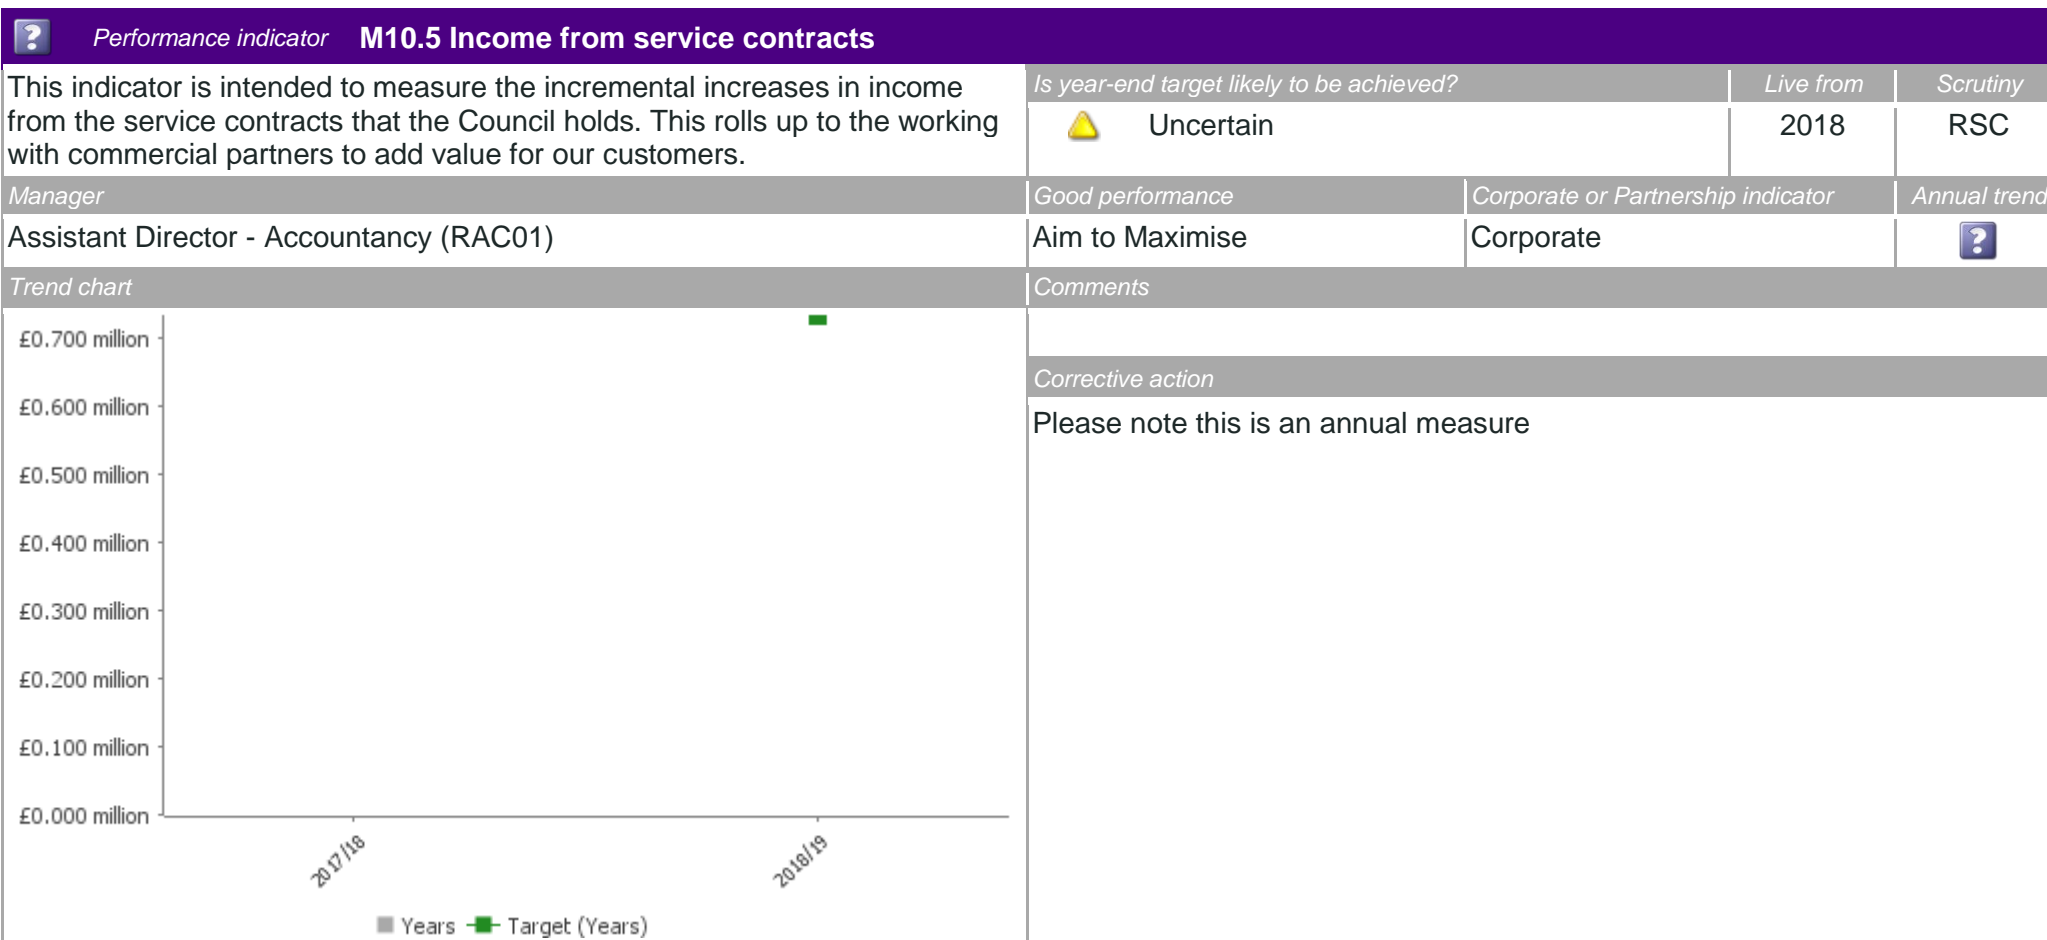 Performance indicator M10.5 Income from service contracts
This indicator is intended to measure the incremental increases in income
from the service contracts that the Council holds. This rolls up to the working
with commercial partners to add value for our customers.
Is year-end target likely to be achieved? Live from Scrutiny
Uncertain 2018 RSC
Manager Good performance Corporate or Partnership indicator Annual trend
Assistant Director - Accountancy (RAC01) Aim to Maximise Corporate ?
Trend chart Comments
Corrective action
Please note this is an annual measure
£0.700 million
£0.600 million
£0.500 million
£0.400 million
£0.300 million
£0.200 million
£0.100 million
£0.000 million
2017/18 2018/19
Years Target (Years)